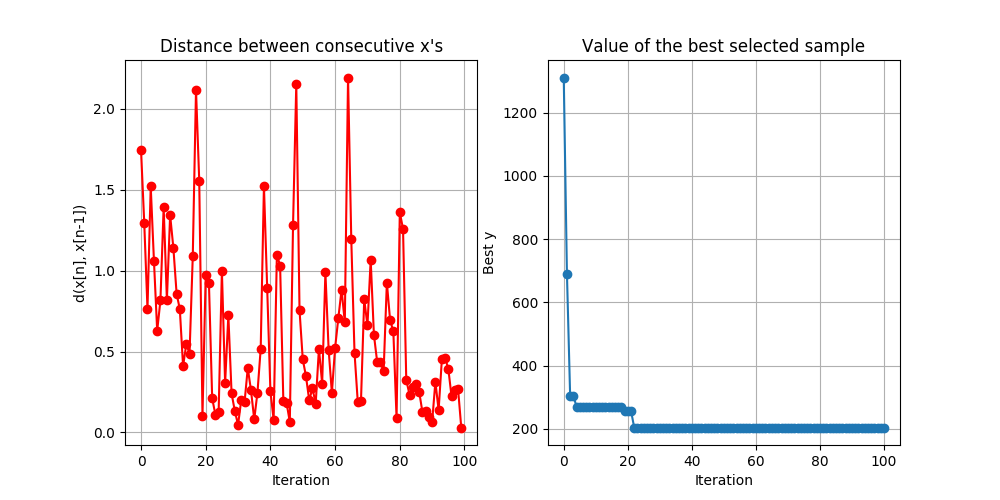 Distance between consecutive x's
d(x[n], x[n-1])
2.0
1.5
1.0
0.5
0.0
0 20 40 60 80 100
Iteration
Value of the best selected sample
Best y
1200
1000
800
600
400
200
0 20 40 60 80 100
Iteration